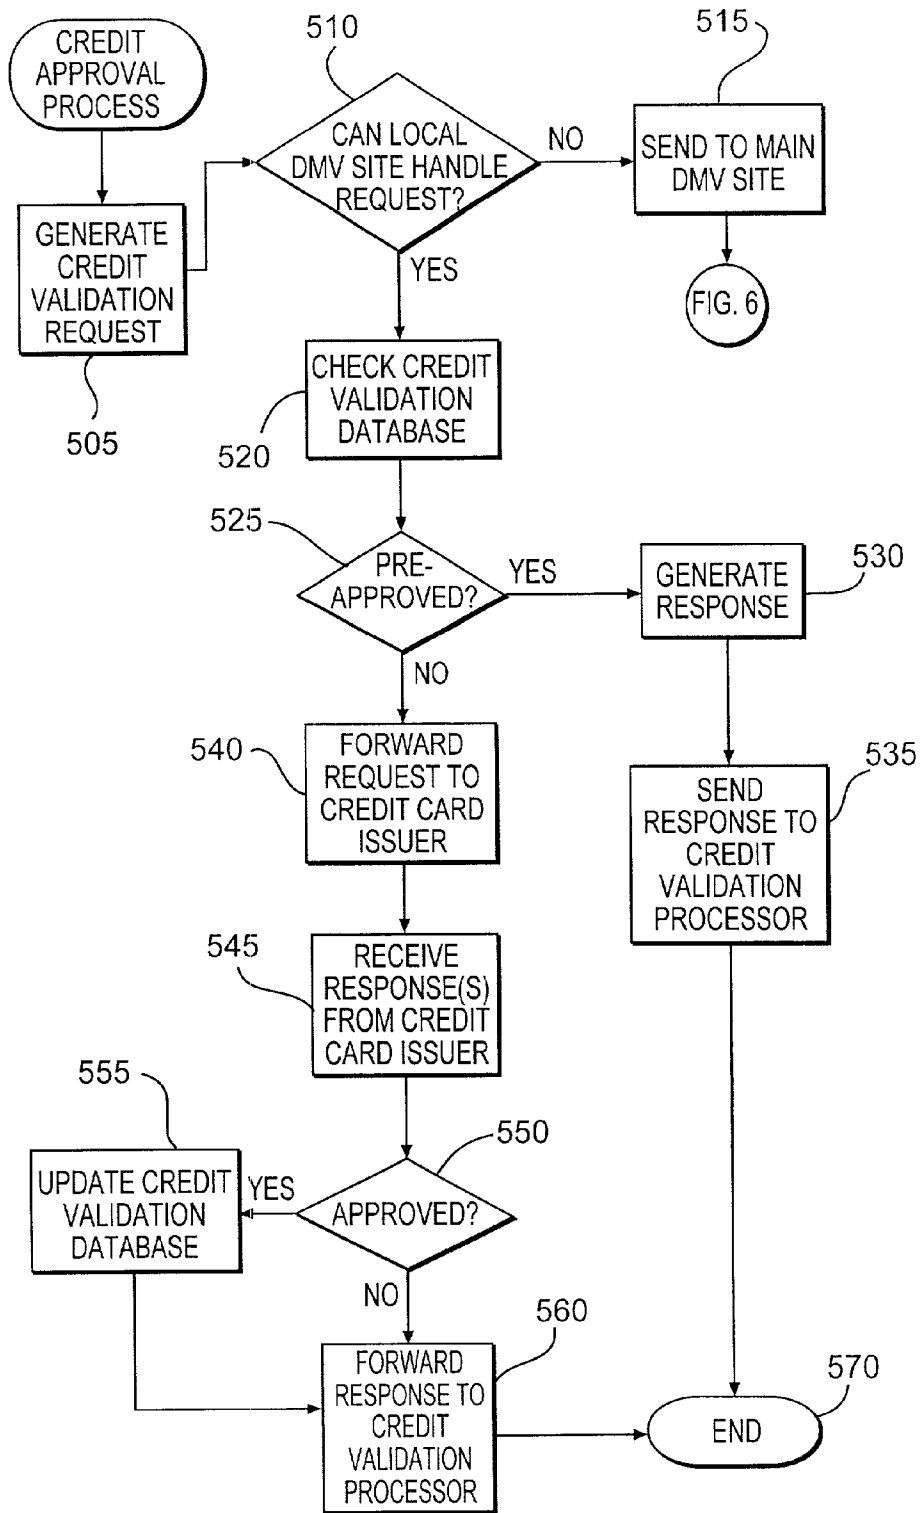 CREDIT
APPROVAL
PROCESS
510
515
CAN LOCAL
DMV SITE HANDLE
REQUEST?
NO
SEND TO MAIN
DMV SITE
GENERATE
CREDIT
VALIDATION
REQUEST
505
YES
FIG. 6
CHECK CREDIT
VALIDATION
DATABASE
520
525
PRE-
APPROVED?
YES
GENERATE
RESPONSE
530
NO
540
FORWARD
REQUEST TO
CREDIT CARD
ISSUER
535
SEND
RESPONSE TO
CREDIT
VALIDATION
PROCESSOR
545
RECEIVE
RESPONSE(S)
FROM CREDIT
CARD ISSUER
555
550
UPDATE CREDIT
VALIDATION
DATABASE
YES
APPROVED?
NO
560
FORWARD
RESPONSE TO
CREDIT
VALIDATION
PROCESSOR
570
END